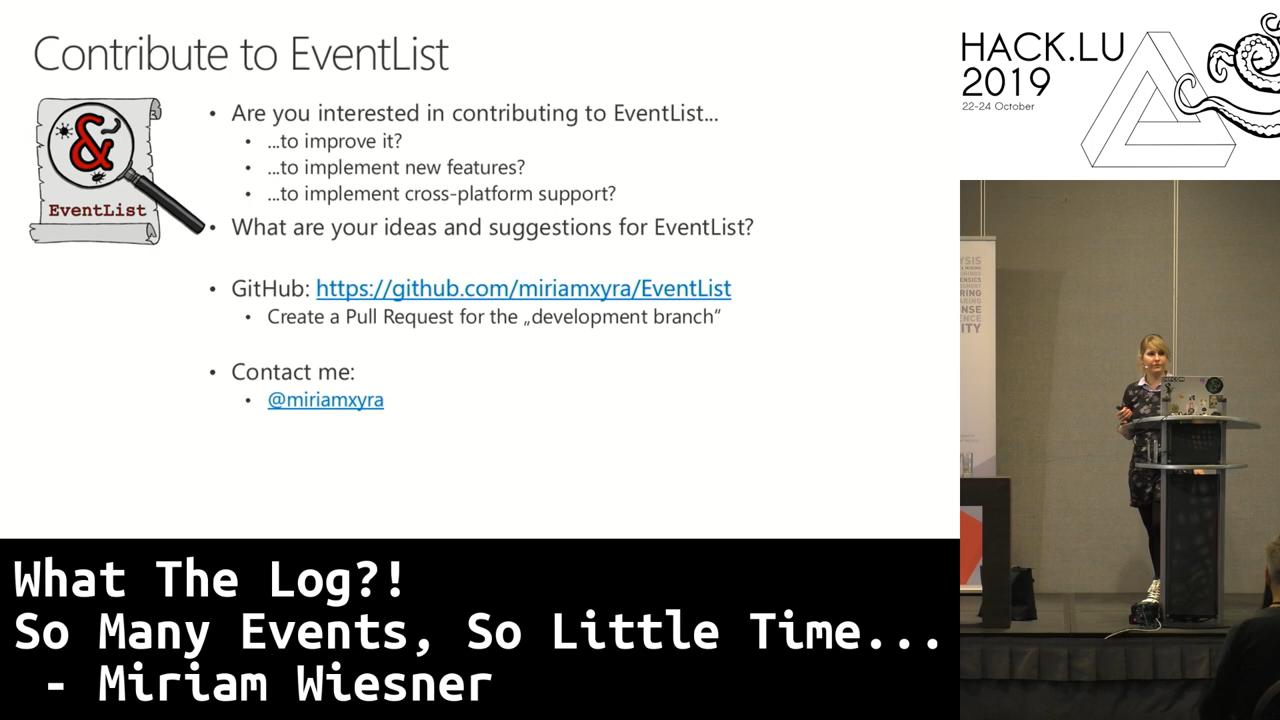 Contribute to EventList
&
EventList
• Are you interested in contributing to EventList...
• ...to improve it?
• ...to implement new features?
• ...to implement cross-platform support?
• What are your ideas and suggestions for EventList?
• GitHub: https://github.com/miriamxyra/EventList
• Create a Pull Request for the „development branch“
• Contact me:
• @miriamxyra
HACK.LU
2019
22-24 October
What The Log?!
So Many Events, So Little Time...
- Miriam Wiesner